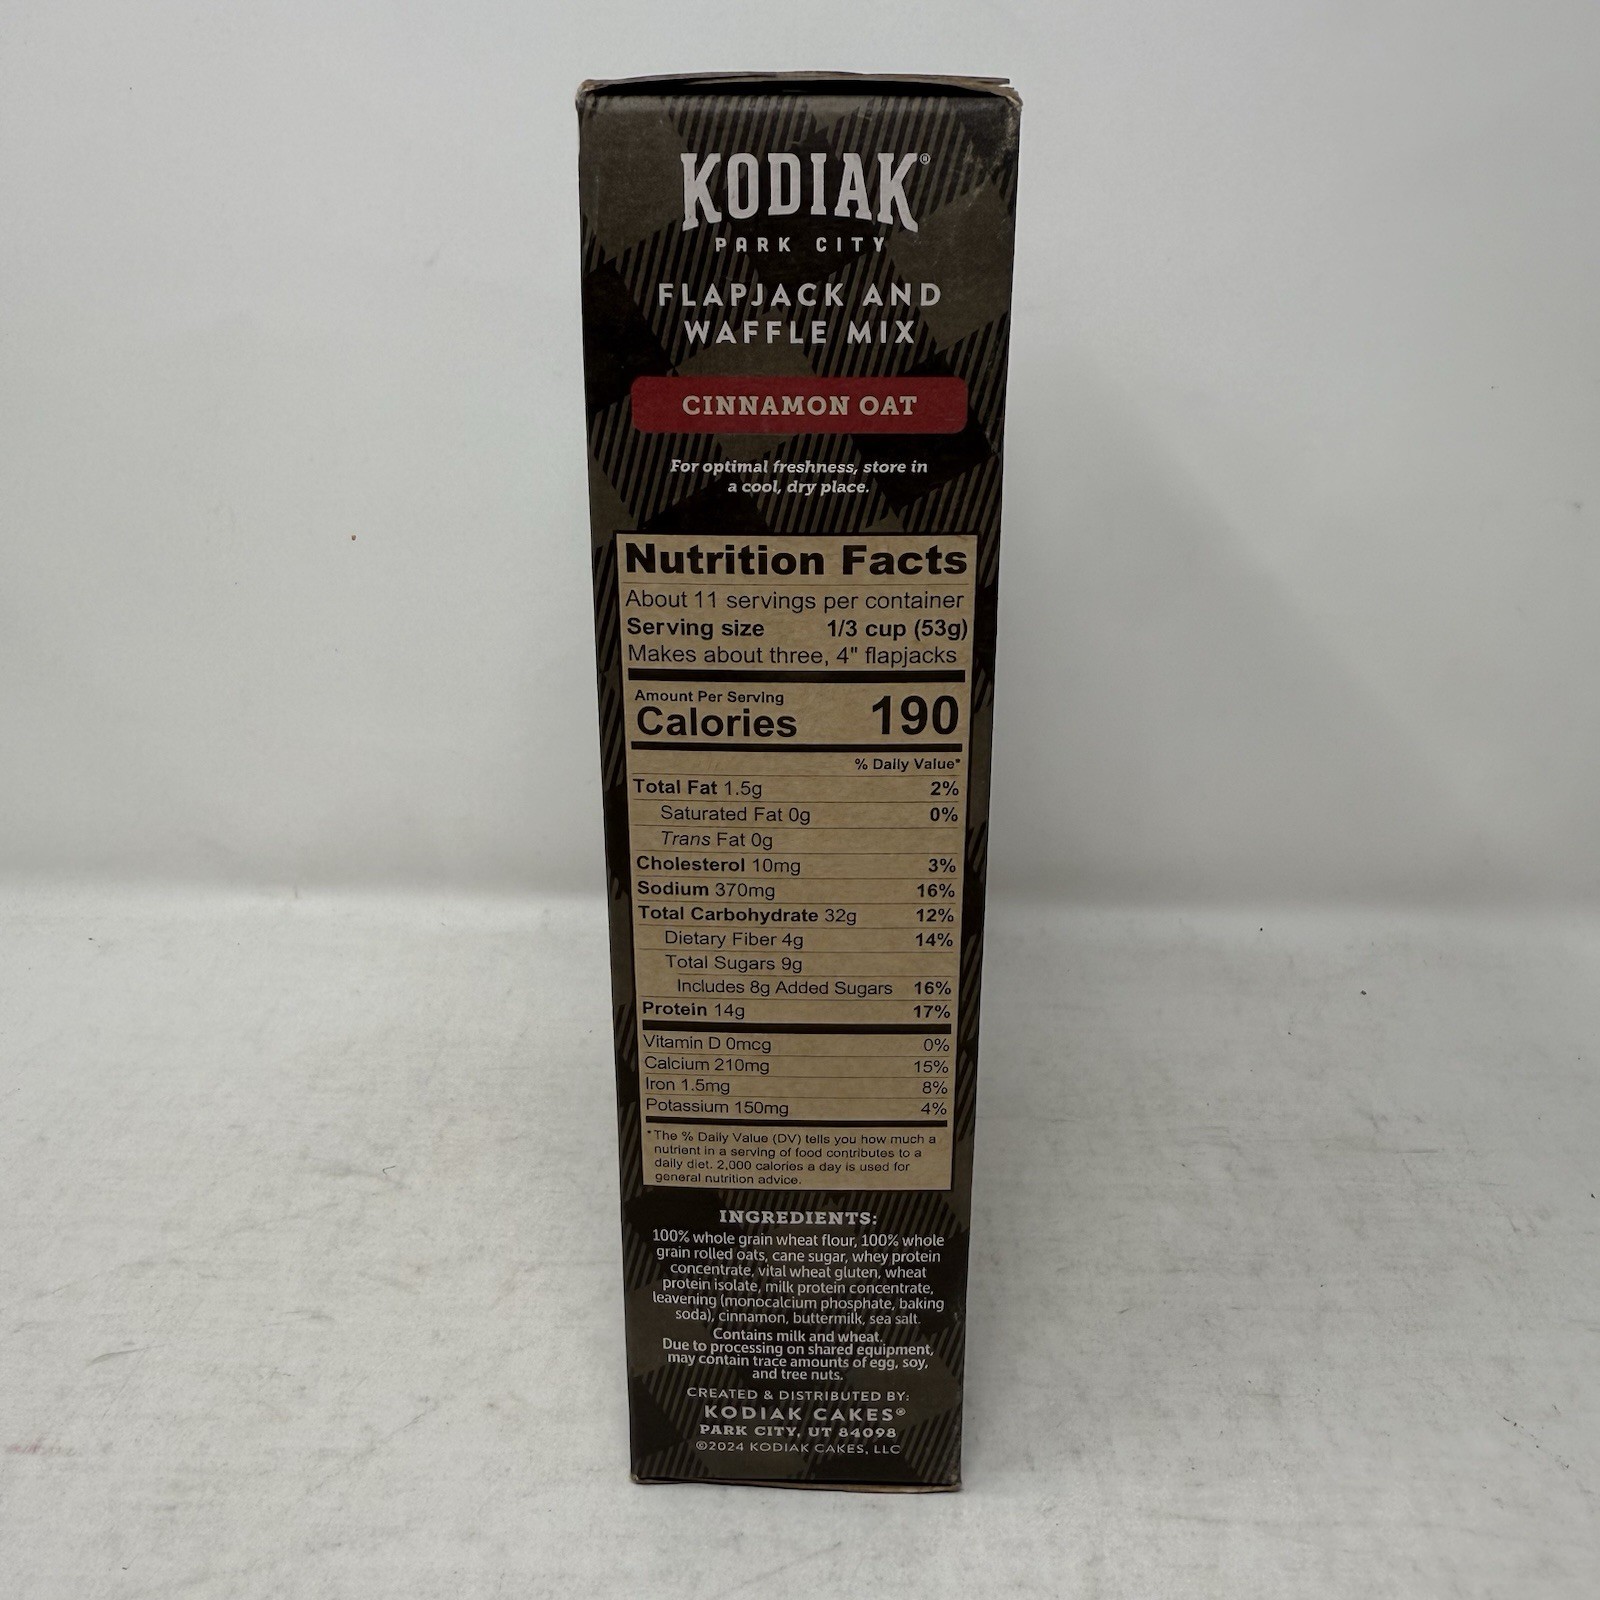 KODIAK®
PARK CITY
FLAPJACK AND
WAFFLE MIX
CINNAMON OAT
For optimal freshness, store in
a cool, dry place.
Nutrition Facts
About 11 servings per container
Serving size 1/3 cup (53g)
Makes about three, 4" flapjacks
Amount Per Serving
Calories 190
% Daily Value*
Total Fat 1.5g 2%
Saturated Fat 0g 0%
Trans Fat 0g
Cholesterol 10mg 3%
Sodium 370mg 16%
Total Carbohydrate 32g 12%
Dietary Fiber 4g 14%
Total Sugars 9g
Includes 8g Added Sugars 16%
Protein 14g 17%
Vitamin D 0mcg 0%
Calcium 210mg 15%
Iron 1.5mg 8%
Potassium 150mg 4%
*The % Daily Value (DV) tells you how much a
nutrient in a serving of food contributes to a
daily diet. 2,000 calories a day is used for
general nutrition advice.
INGREDIENTS:
100% whole grain wheat flour, 100% whole
grain rolled oats, cane sugar, whey protein
concentrate, vital wheat gluten, wheat
protein isolate, milk protein concentrate,
leavening (monocalcium phosphate, baking
soda), cinnamon, buttermilk, sea salt.
Contains milk and wheat.
Due to processing on shared equipment,
may contain trace amounts of egg, soy,
and tree nuts.
CREATED & DISTRIBUTED BY:
KODIAK CAKES®
PARK CITY, UT 84098
©2024 KODIAK CAKES, LLC